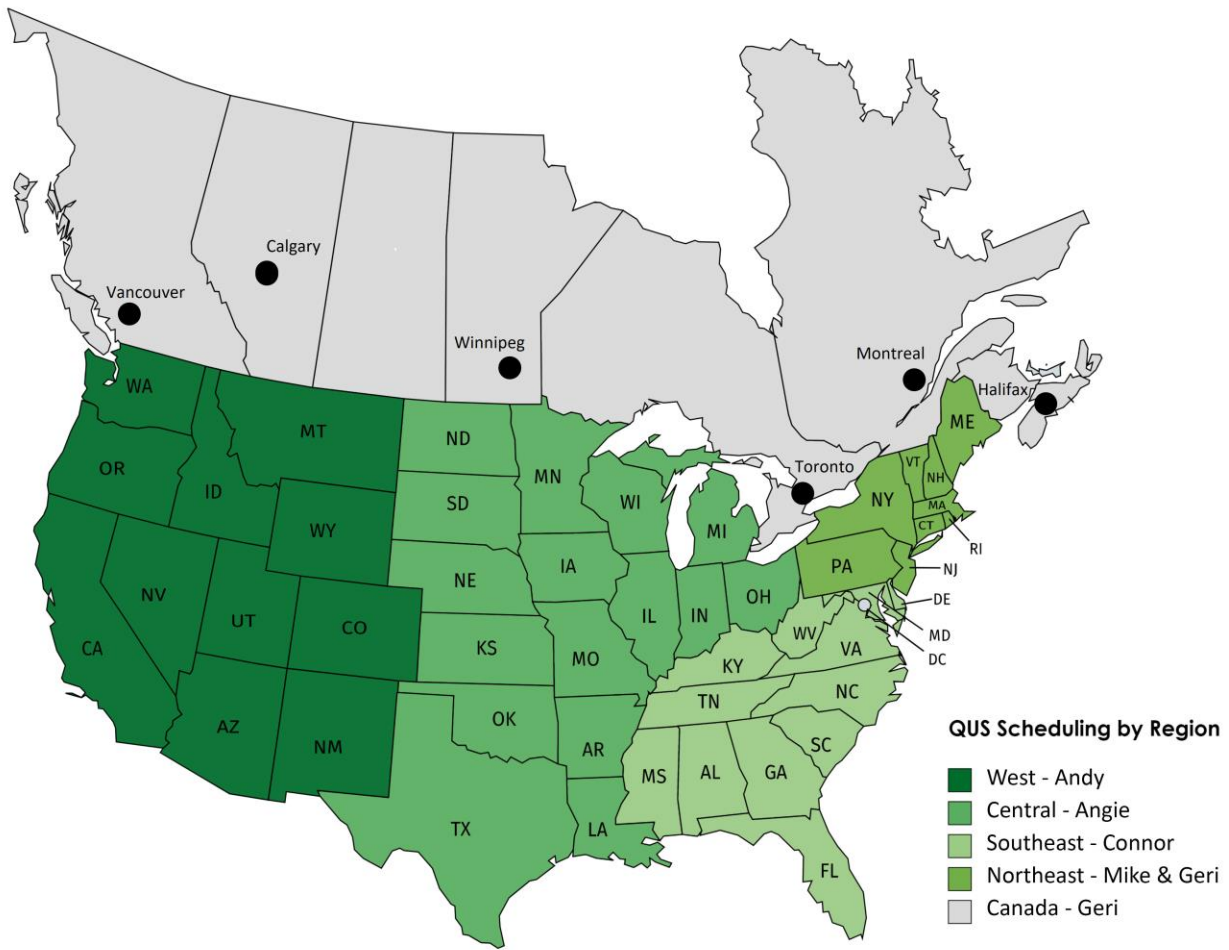 Calgary
Vancouver
Winnipeg
Montreal
Halifax
Toronto
WA
MT
ND
MN
ME
OR
ID
SD
WI
MI
NY
VT
NH
MA
CT
RI
WY
NE
IA
PA
NJ
NV
UT
CO
IL
IN
OH
DE
MD
DC
CA
KS
MO
WV
VA
KY
AZ
NM
OK
AR
TN
NC
SC
MS
AL
GA
TX
LA
FL
QUS Scheduling by Region
West - Andy
Central - Angie
Southeast - Connor
Northeast - Mike & Geri
Canada - Geri